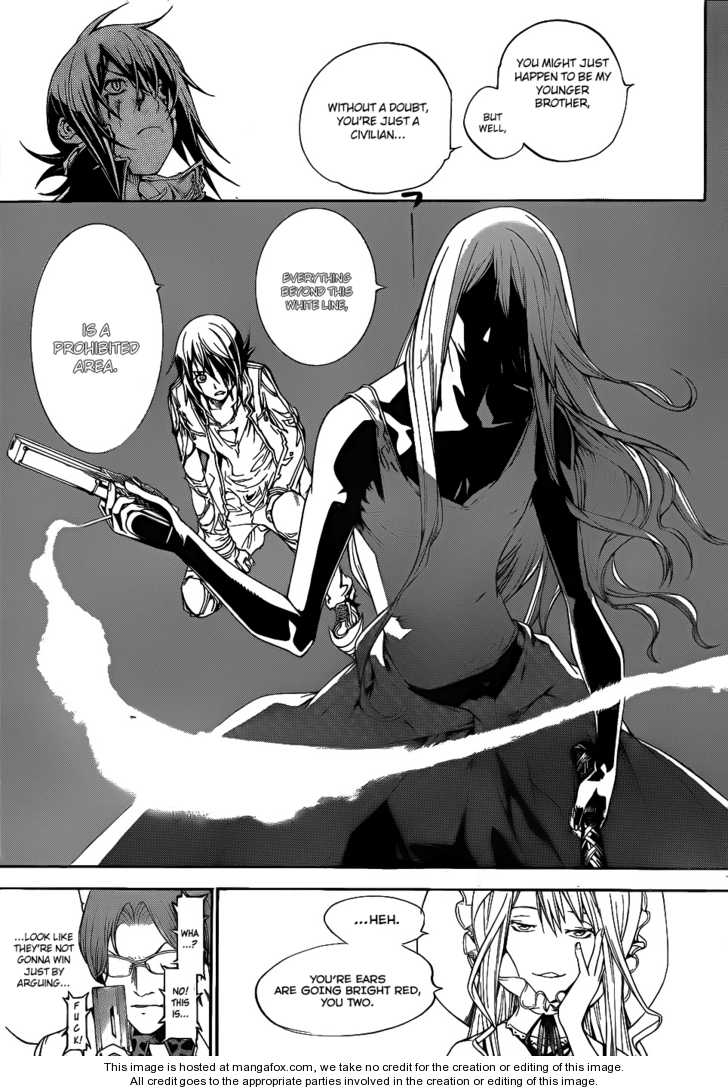 YOU MIGHT JUST
HAPPEN TO BE MY
YOUNGER
BROTHER,
BUT
WELL,
WITHOUT A DOUBT,
YOU'RE JUST A
CIVILIAN...
EVERYTHING
BEYOND THIS
WHITE LINE,
IS A
PROHIBITED
AREA.
...HEH.
YOU'RE EARS
ARE GOING BRIGHT RED,
YOU TWO.
WHA
...?
NO!
THIS
IS...
FUCK!
...LOOK LIKE
THEY'RE NOT
GONNA WIN
JUST BY
ARGUING...
This image is hosted at mangafox.com, we take no credit for the creation or editing of this image.
All credit goes to the appropriate parties involved in the creation and editing of this image.